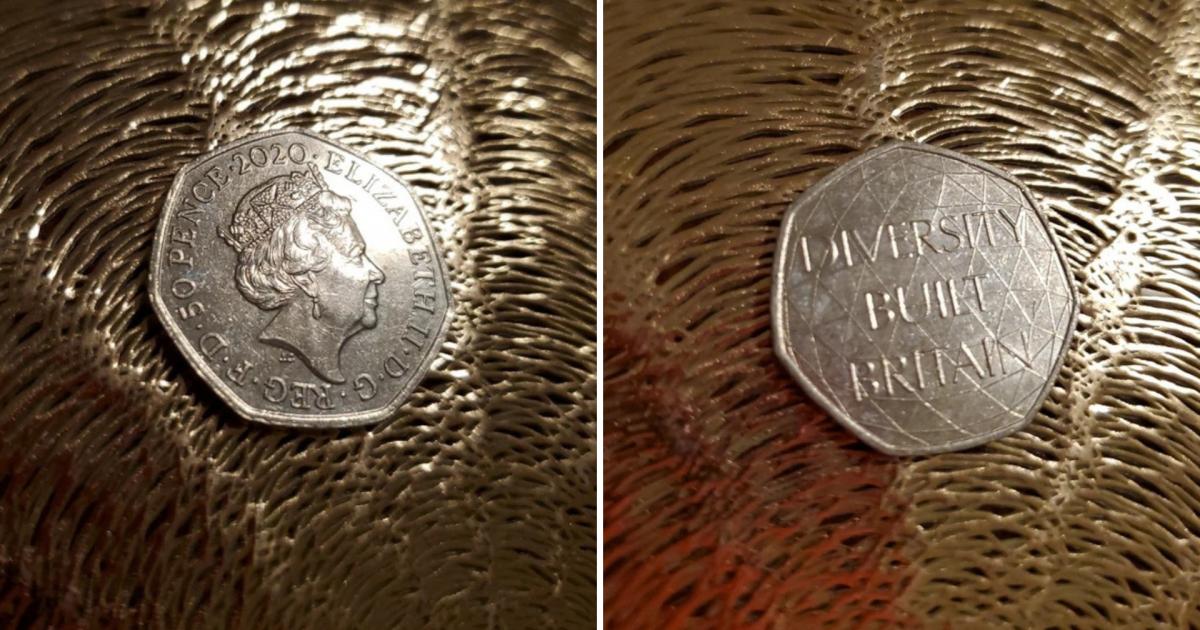 50 PENCE·2020·ELIZABETH II·D·G·REG·F·D·
DIVERSITY
BUILT
BRITAIN